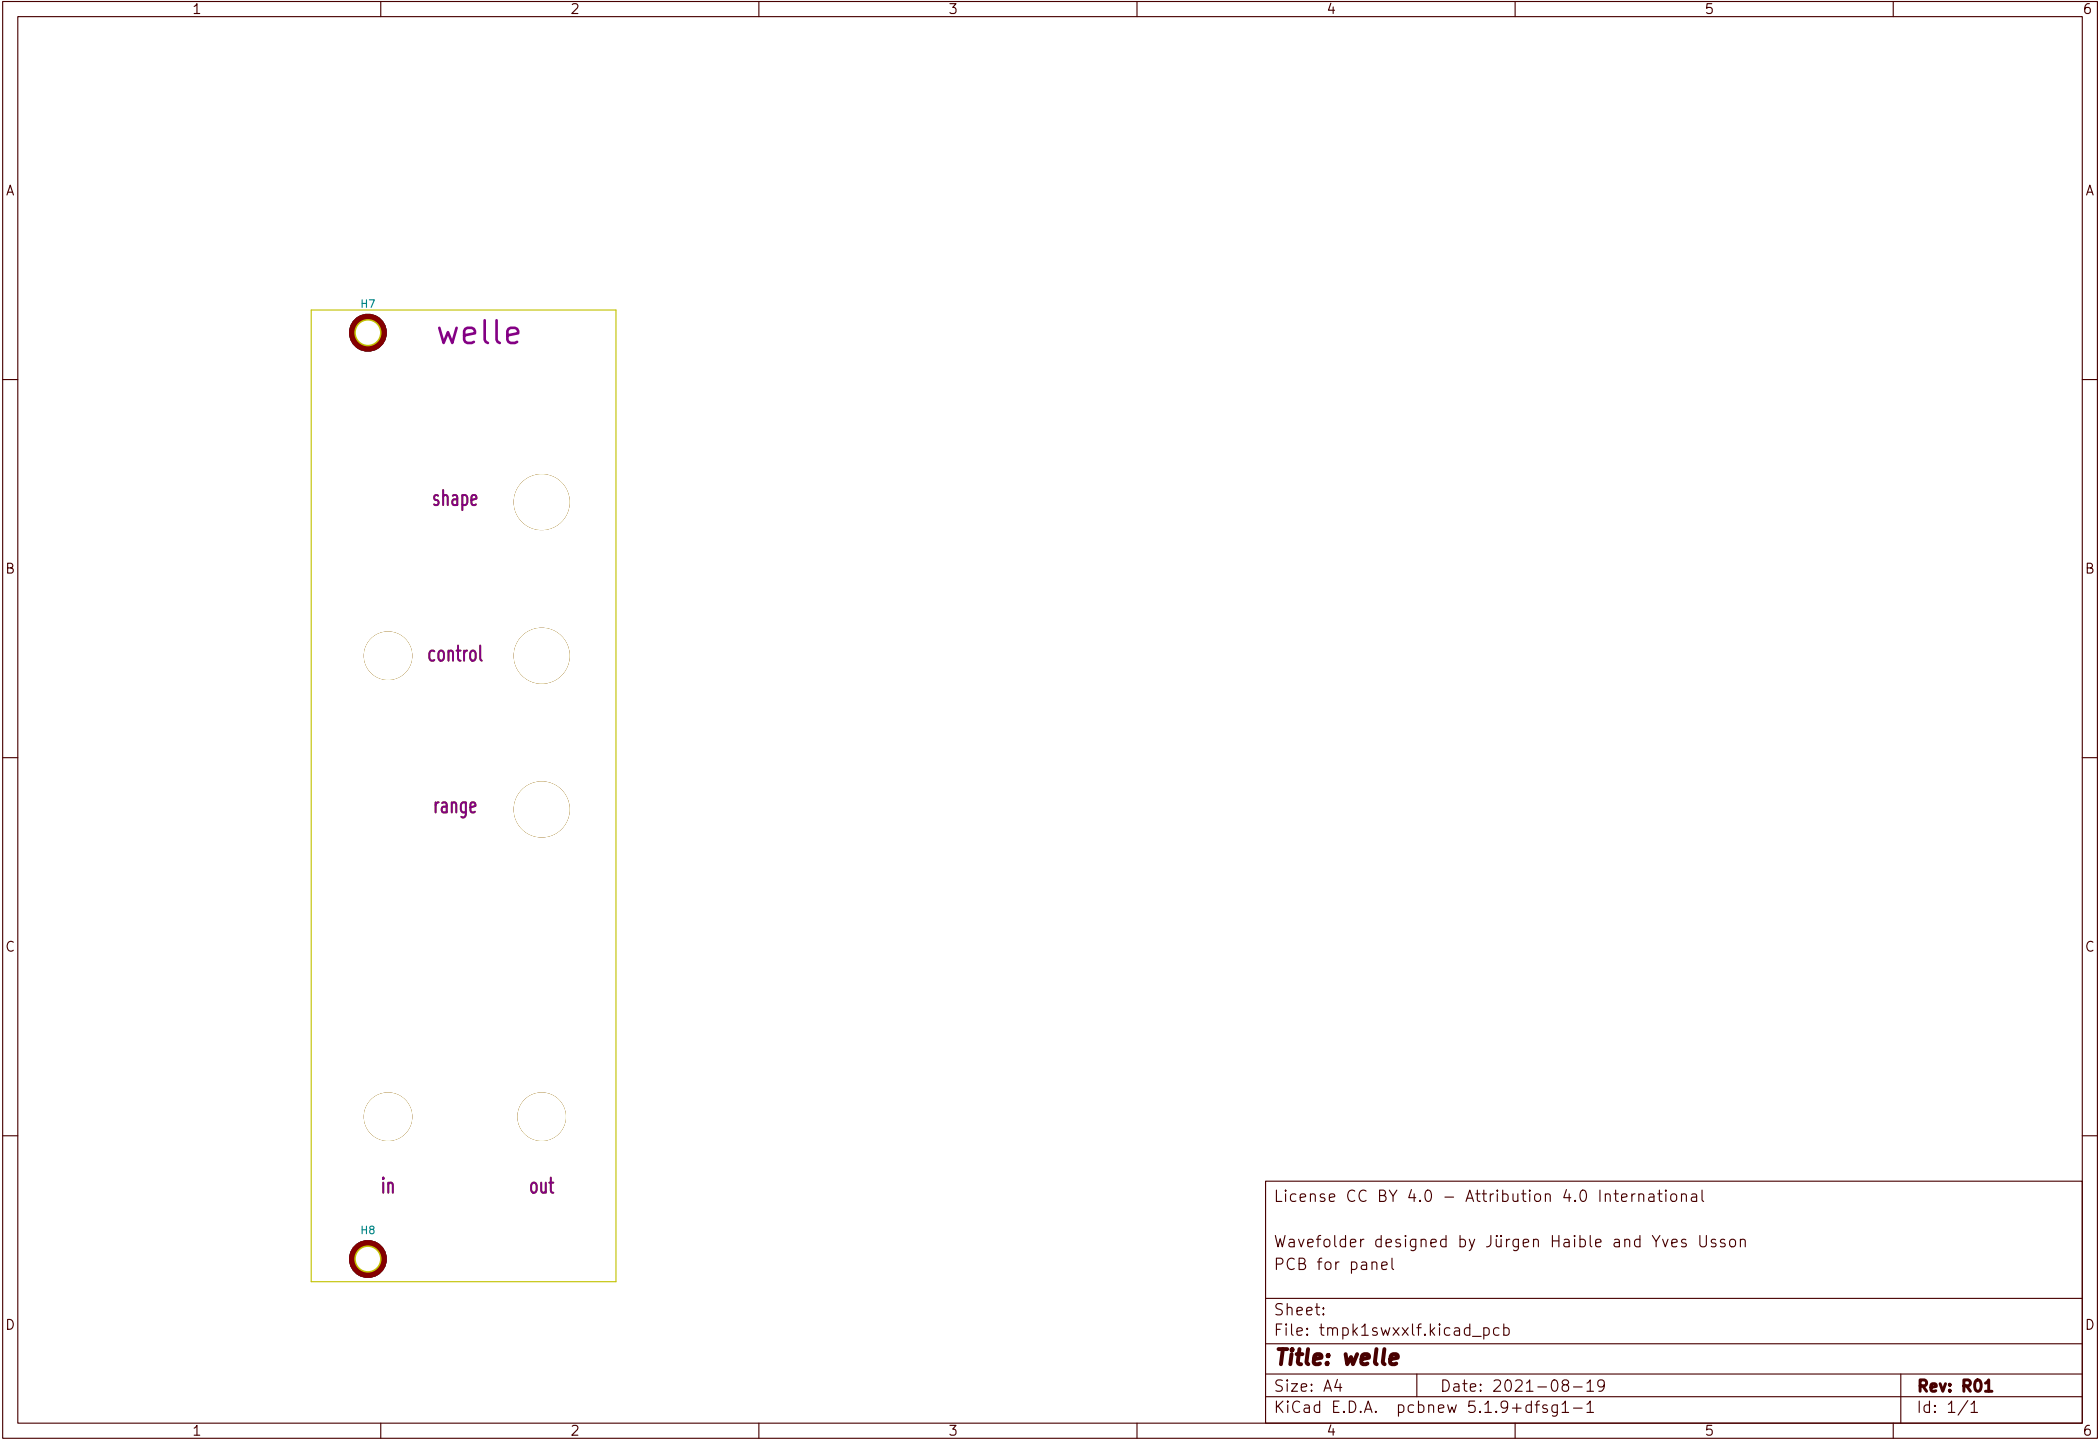 1 2 3 4 5 6
A A
H7
welle
shape
B B
control
range
C C
in out
H8
License CC BY 4.0 - Attribution 4.0 International
Wavefolder designed by Jürgen Haible and Yves Usson
PCB for panel
Sheet:
File: tmpk1swxxlf.kicad_pcb
D D
Title: welle
Size: A4 Date: 2021-08-19 Rev: R01
KiCad E.D.A. pcbnew 5.1.9+dfsg1-1 Id: 1/1
1 2 3 4 5 6